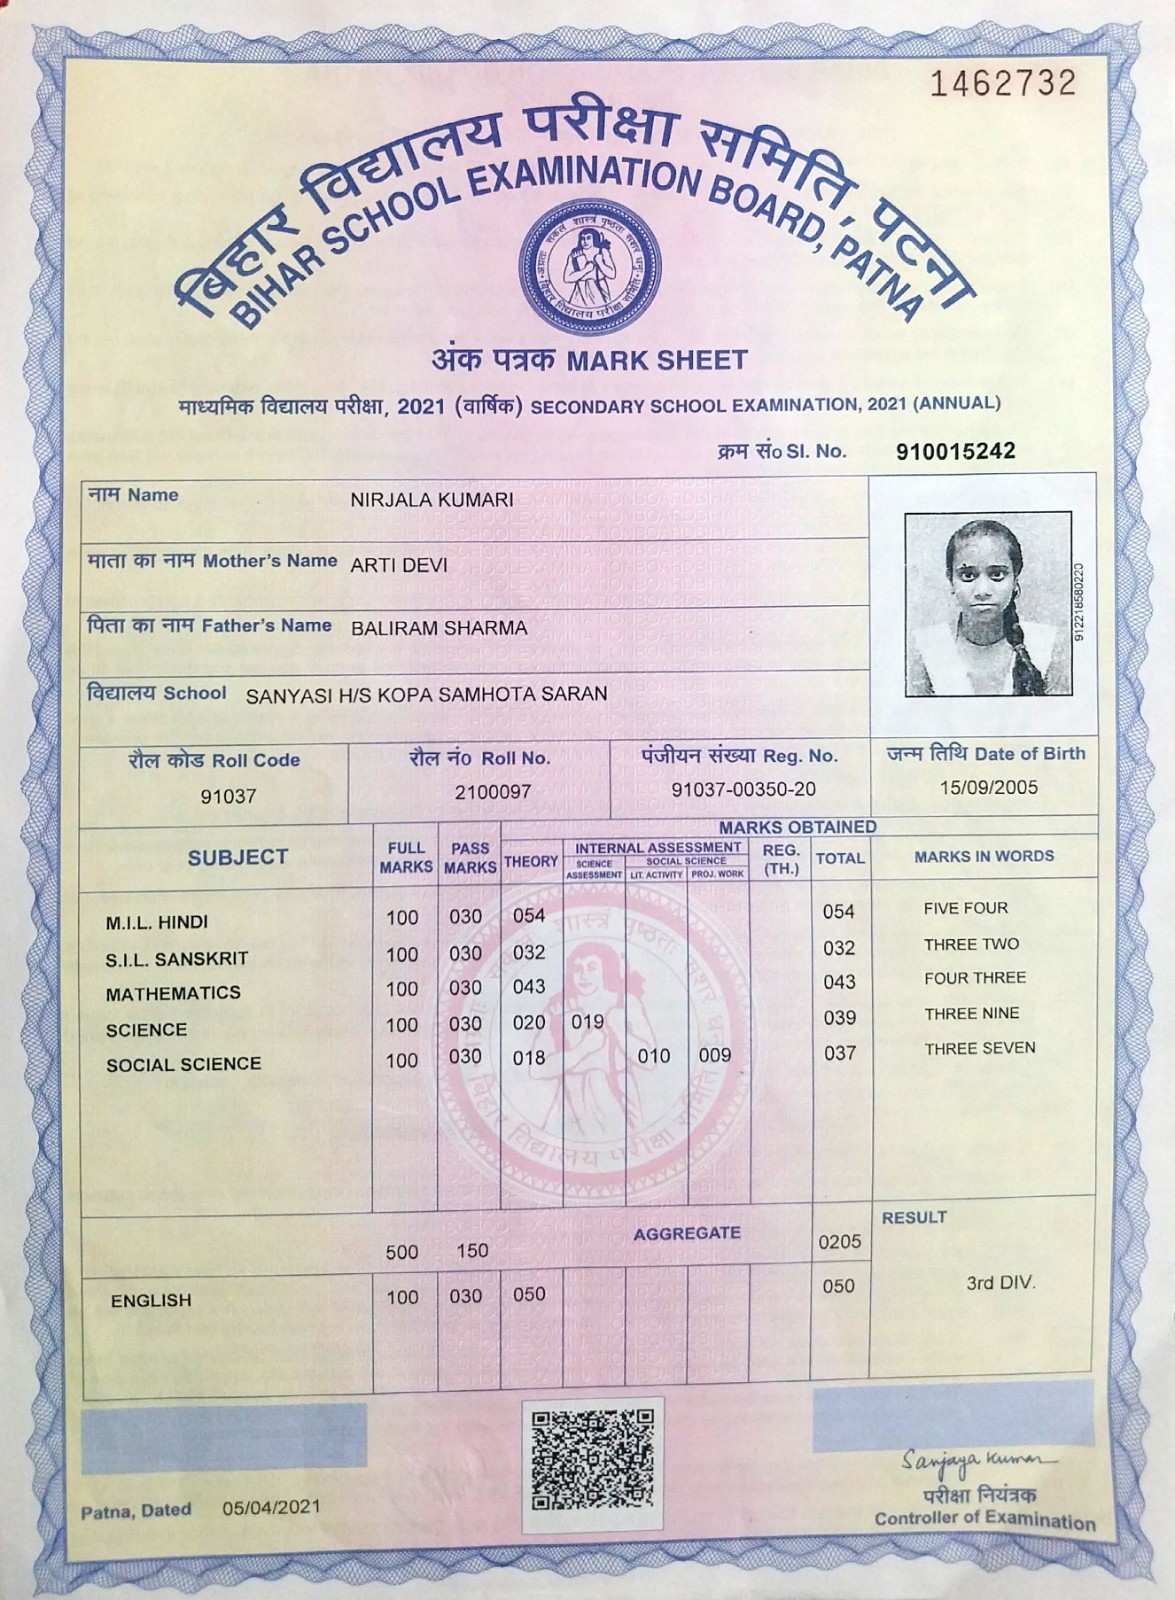 1462732
बिहार विद्यालय परीक्षा समिति, पटना
BIHAR SCHOOL EXAMINATION BOARD, PATNA
अंक पत्रक MARK SHEET
माध्यमिक विद्यालय परीक्षा, 2021 (वार्षिक) SECONDARY SCHOOL EXAMINATION, 2021 (ANNUAL)
क्रम सं० Sl. No. 910015242
नाम Name NIRJALA KUMARI
माता का नाम Mother's Name ARTI DEVI
पिता का नाम Father's Name BALIRAM SHARMA
विद्यालय School SANYASI H/S KOPA SAMHOTA SARAN
912218580220
रौल कोड Roll Code रौल नं० Roll No. पंजीयन संख्या Reg. No. जन्म तिथि Date of Birth
91037 2100097 91037-00350-20 15/09/2005
MARKS OBTAINED
SUBJECT FULL MARKS PASS MARKS THEORY INTERNAL ASSESSMENT REG. (TH.) TOTAL MARKS IN WORDS
SCIENCE ASSESSMENT SOCIAL SCIENCE
LIT. ACTIVITY PROJ. WORK
M.I.L. HINDI 100 030 054 054 FIVE FOUR
S.I.L. SANSKRIT 100 030 032 032 THREE TWO
MATHEMATICS 100 030 043 043 FOUR THREE
SCIENCE 100 030 020 019 039 THREE NINE
SOCIAL SCIENCE 100 030 018 010 009 037 THREE SEVEN
500 150 AGGREGATE 0205 RESULT
ENGLISH 100 030 050 050 3rd DIV.
Sanjaya Kumar
Patna, Dated 05/04/2021
परीक्षा नियंत्रक
Controller of Examination